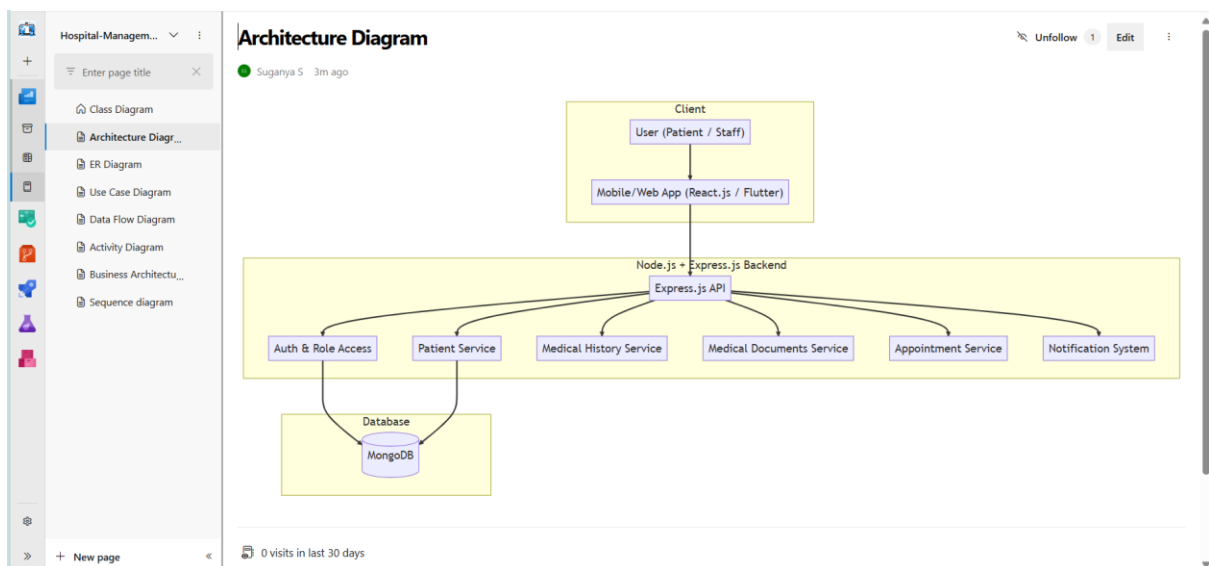 Hospital-Managem...
Enter page title
Class Diagram
Architecture Diagr...
ER Diagram
Use Case Diagram
Data Flow Diagram
Activity Diagram
Business Architectu...
Sequence diagram
New page
Architecture Diagram
Unfollow 1 Edit
Suganya S 3m ago
Client
User (Patient / Staff)
Mobile/Web App (React.js / Flutter)
Node.js + Express.js Backend
Express.js API
Auth & Role Access Patient Service Medical History Service Medical Documents Service Appointment Service Notification System
Database
MongoDB
0 visits in last 30 days